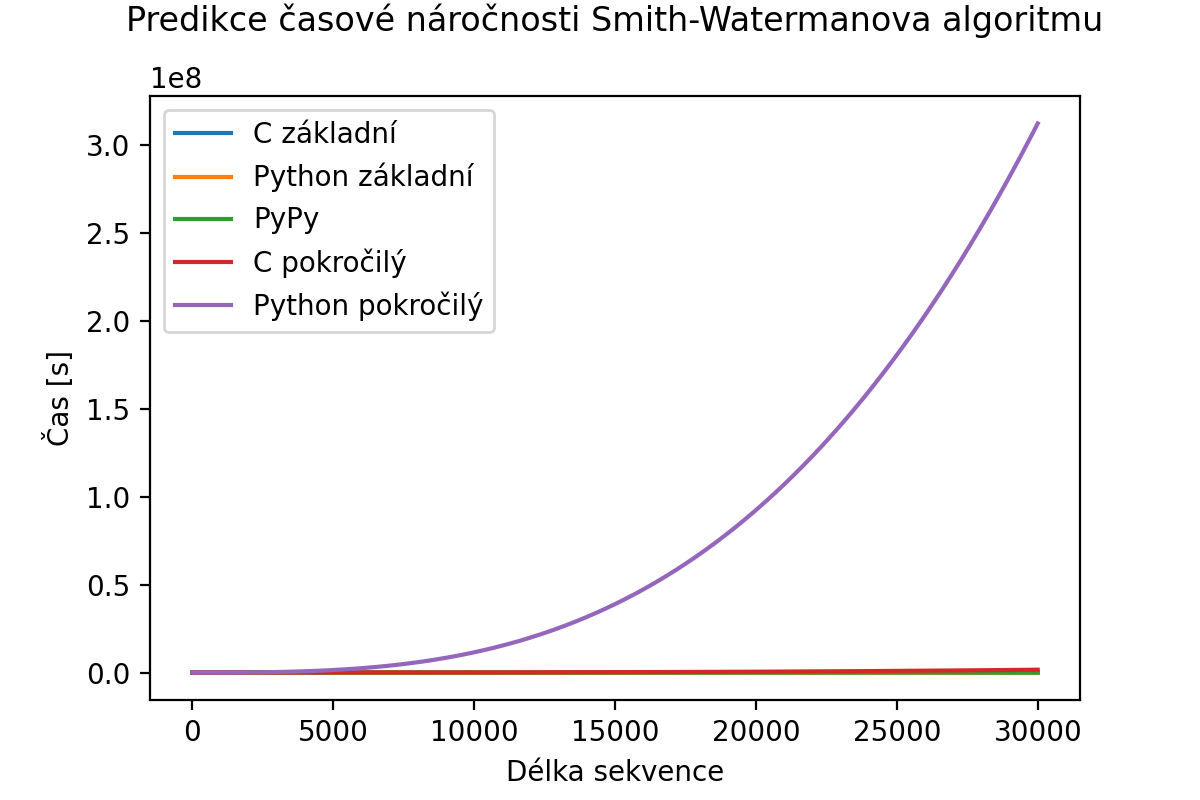 Predikce časové náročnosti Smith-Watermanova algoritmu
1e8
C základní
Python základní
PyPy
C pokročilý
Python pokročilý
3.0
2.5
2.0
1.5
1.0
0.5
0.0
Čas [s]
0 5000 10000 15000 20000 25000 30000
Délka sekvence